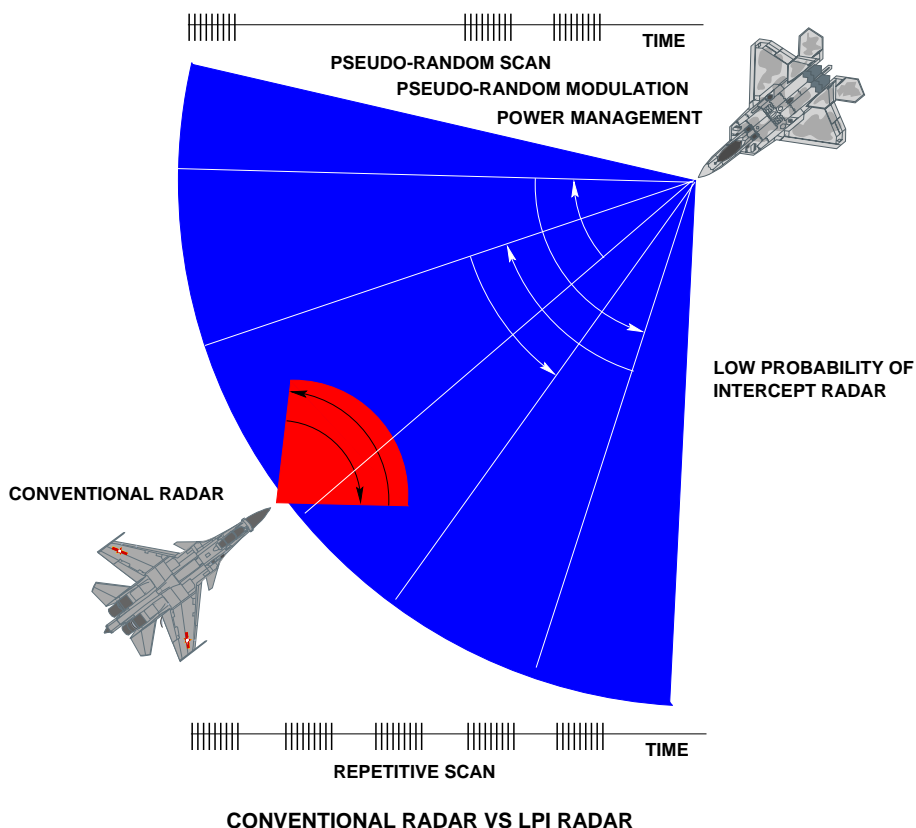 TIME
PSEUDO-RANDOM SCAN
PSEUDO-RANDOM MODULATION
POWER MANAGEMENT
LOW PROBABILITY OF
INTERCEPT RADAR
CONVENTIONAL RADAR
TIME
REPETITIVE SCAN
CONVENTIONAL RADAR VS LPI RADAR